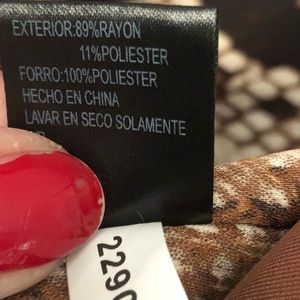 EXTERIOR:89%RAYON
11%POLIESTER
FORRO:100%POLIESTER
HECHO EN CHINA
LAVAR EN SECO SOLAMENTE
2290